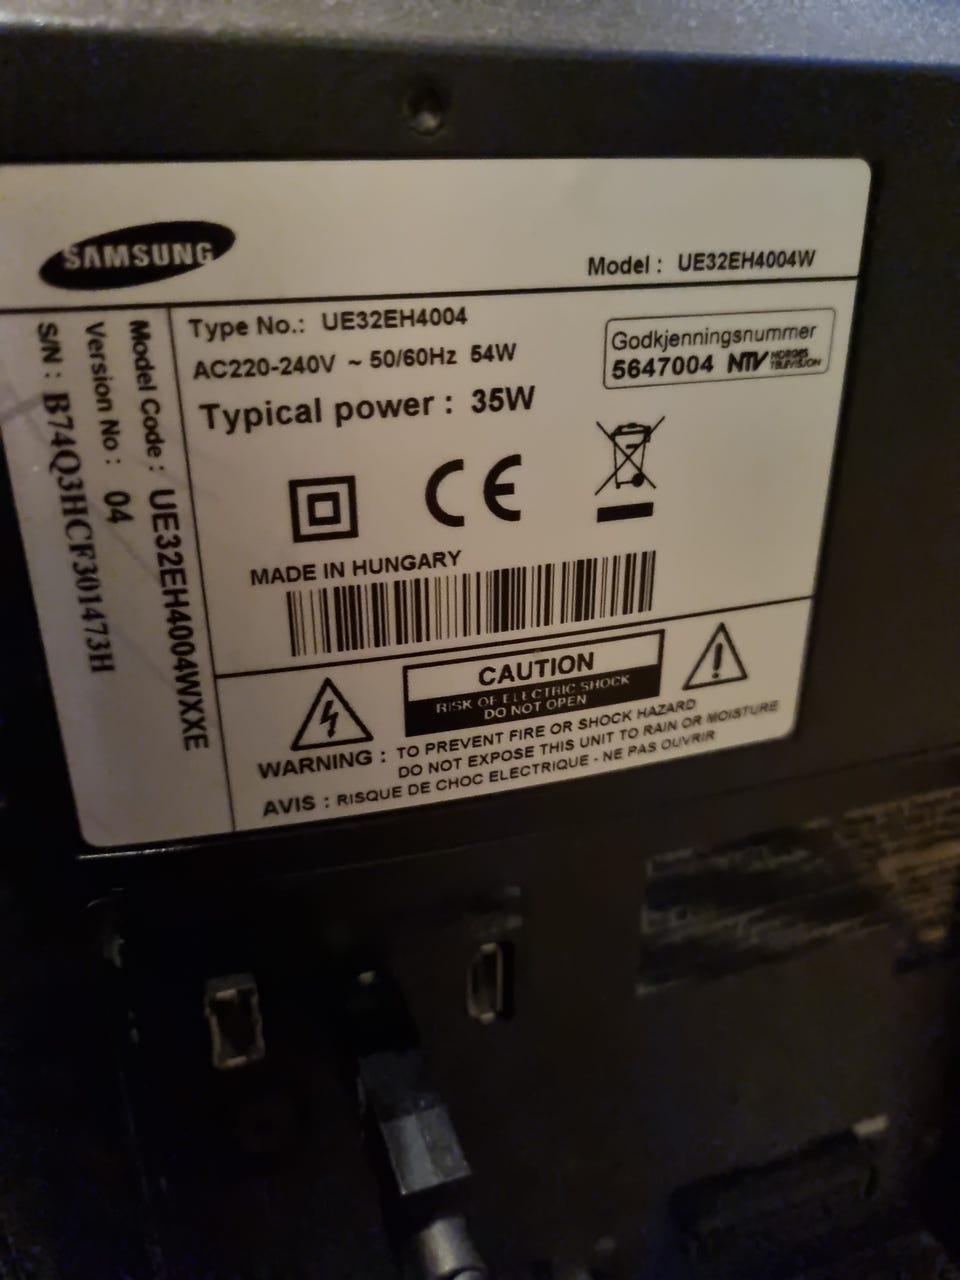 SAMSUNG
Model : UE32EH4004W
Type No.: UE32EH4004
AC220-240V ~ 50/60Hz 54W
Typical power : 35W
Godkjenningsnummer
5647004 NTV NORGES
TELEVISJON
CE
MADE IN HUNGARY
CAUTION
RISK OF ELECTRIC SHOCK
DO NOT OPEN
WARNING : TO PREVENT FIRE OR SHOCK HAZARD
DO NOT EXPOSE THIS UNIT TO RAIN OR MOISTURE
AVIS : RISQUE DE CHOC ELECTRIQUE - NE PAS OUVRIR
Model Code : UE32EH4004WXXE
Version No : 04
S/N : B74Q3HCF301473H